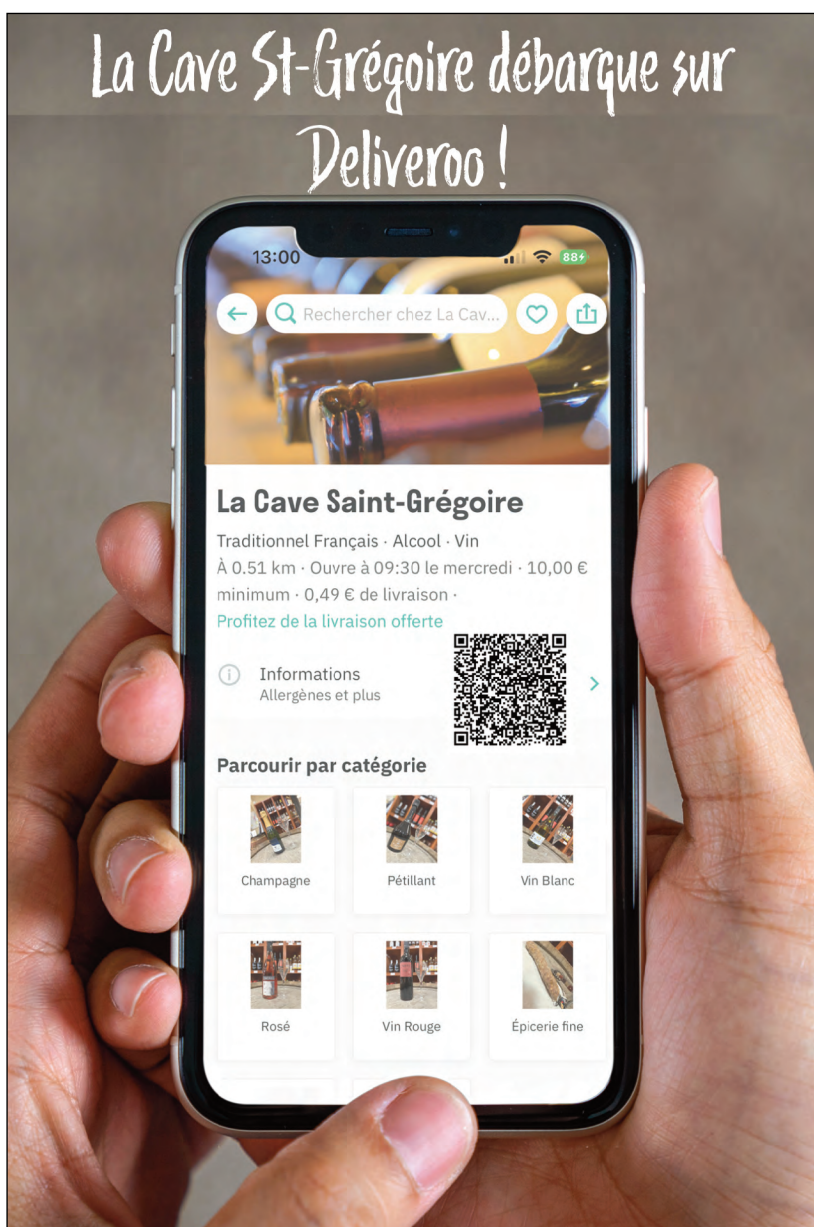 La Cave St-Grégoire débarque sur
Deliveroo !
13:00
88
Rechercher chez La Cav...
La Cave Saint-Grégoire
Traditionnel Français · Alcool · Vin
À 0.51 km · Ouvre à 09:30 le mercredi · 10,00 €
minimum · 0,49 € de livraison ·
Profitez de la livraison offerte
Informations
Allergènes et plus
Parcourir par catégorie
Champagne
Pétillant
Vin Blanc
Rosé
Vin Rouge
Épicerie fine